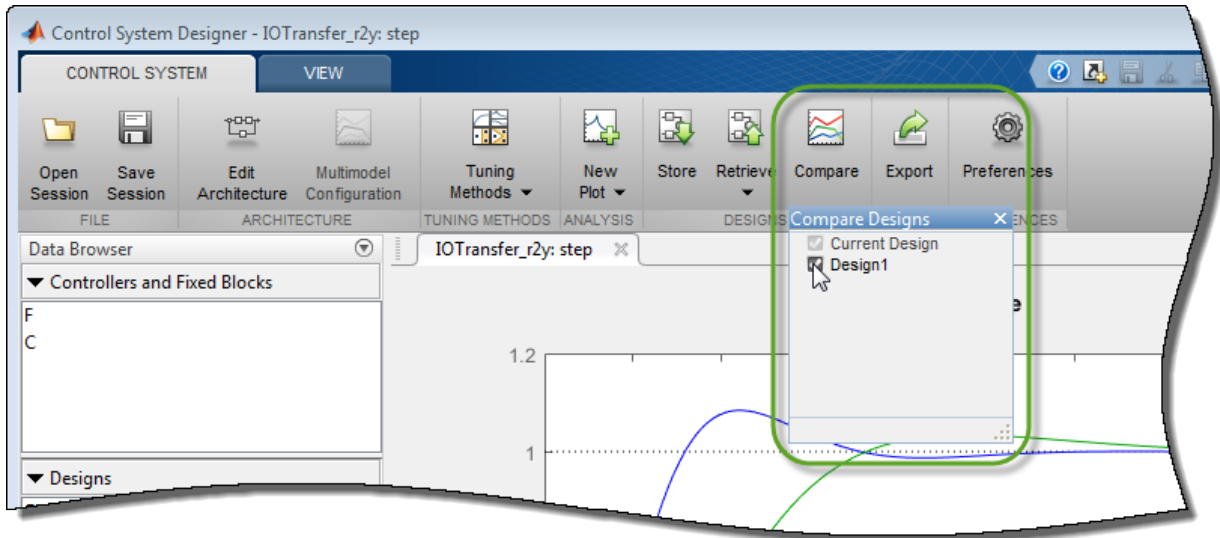 Control System Designer - IOTransfer_r2y: step
CONTROL SYSTEM VIEW
Open Session Save Session Edit Architecture Multimodel Configuration Tuning Methods New Plot Store Retrieve Compare Export Preferences
FILE ARCHITECTURE TUNING METHODS ANALYSIS DESIGNS
Compare Designs
Current Design
Design1
Data Browser
IOTransfer_r2y: step
Controllers and Fixed Blocks
F
C
1.2
1
Designs